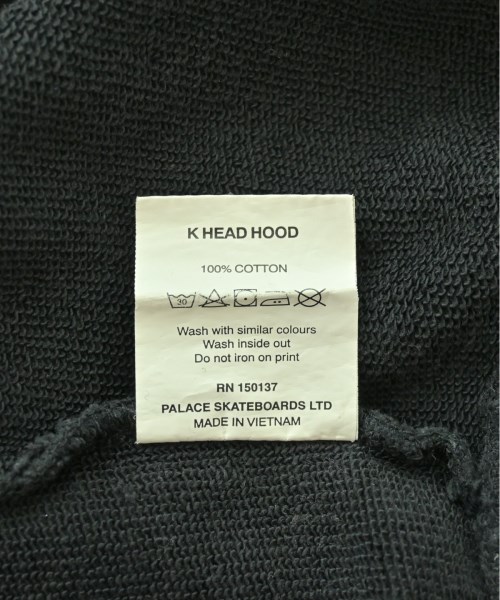 K HEAD HOOD
100% COTTON
30
Wash with similar colours
Wash inside out
Do not iron on print
RN 150137
PALACE SKATEBOARDS LTD
MADE IN VIETNAM